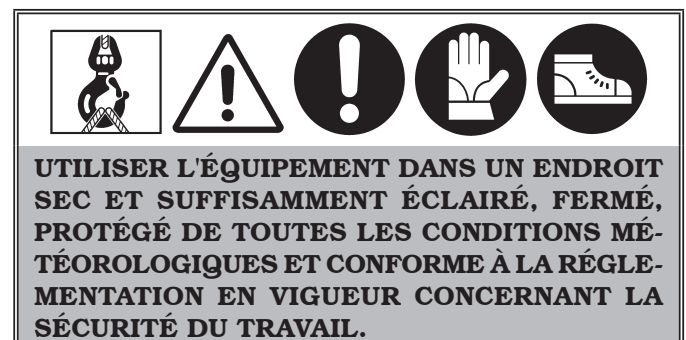 UTILISER L'ÉQUIPEMENT DANS UN ENDROIT
SEC ET SUFFISAMMENT ÉCLAIRÉ, FERMÉ,
PROTÉGÉ DE TOUTES LES CONDITIONS MÉ-
TÉOROLOGIQUES ET CONFORME À LA RÉGLE-
MENTATION EN VIGUEUR CONCERNANT LA
SÉCURITÉ DU TRAVAIL.